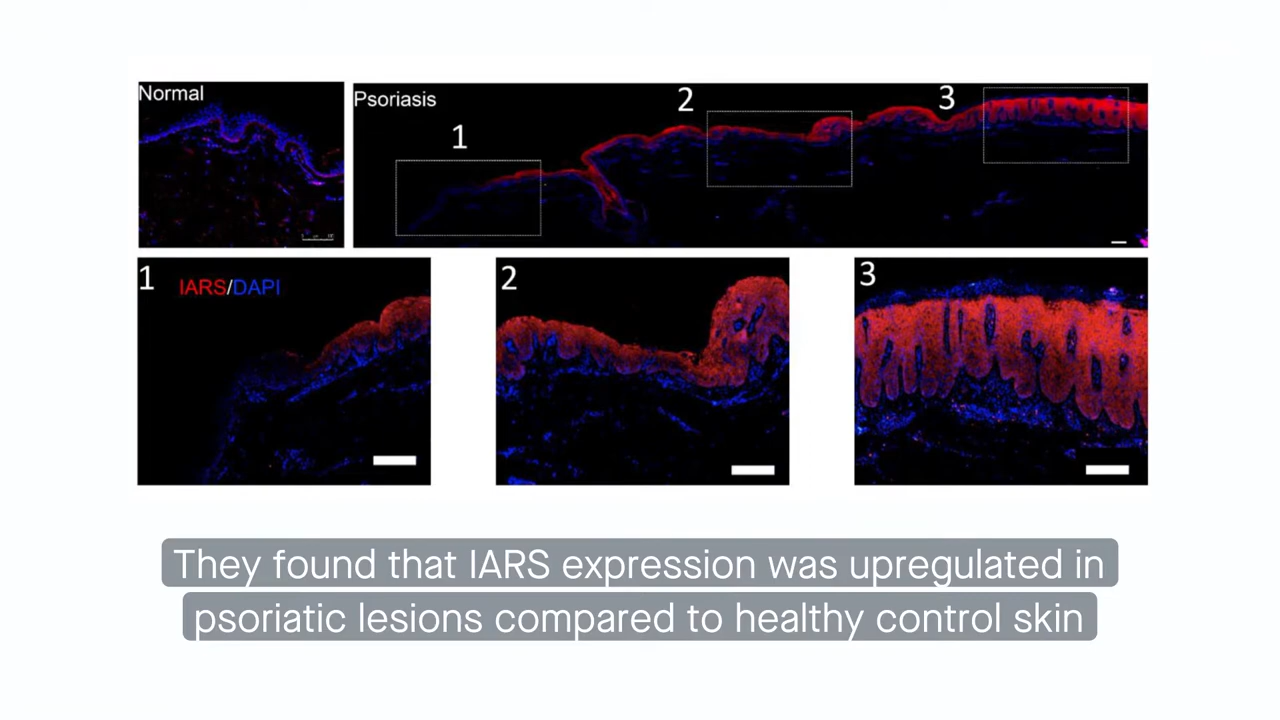 Normal
Psoriasis
1
2
3
1
IARS/DAPI
2
3
They found that IARS expression was upregulated in
psoriatic lesions compared to healthy control skin